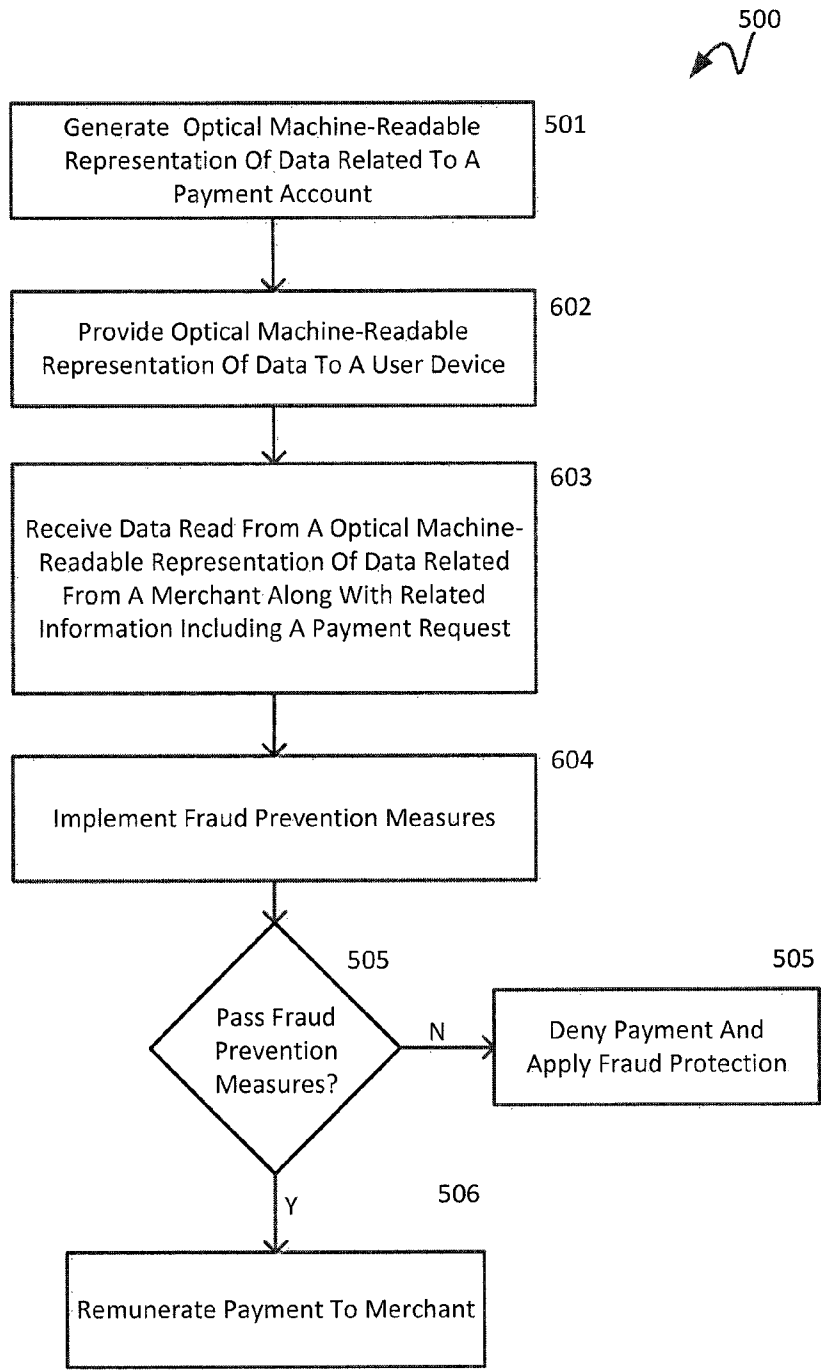 500
Generate Optical Machine-Readable
Representation Of Data Related To A
Payment Account
501
Provide Optical Machine-Readable
Representation Of Data To A User Device
602
Receive Data Read From A Optical Machine-
Readable Representation Of Data Related
From A Merchant Along With Related
Information Including A Payment Request
603
Implement Fraud Prevention Measures
604
Pass Fraud
Prevention
Measures?
505
N
Deny Payment And
Apply Fraud Protection
505
Y
506
Remunerate Payment To Merchant